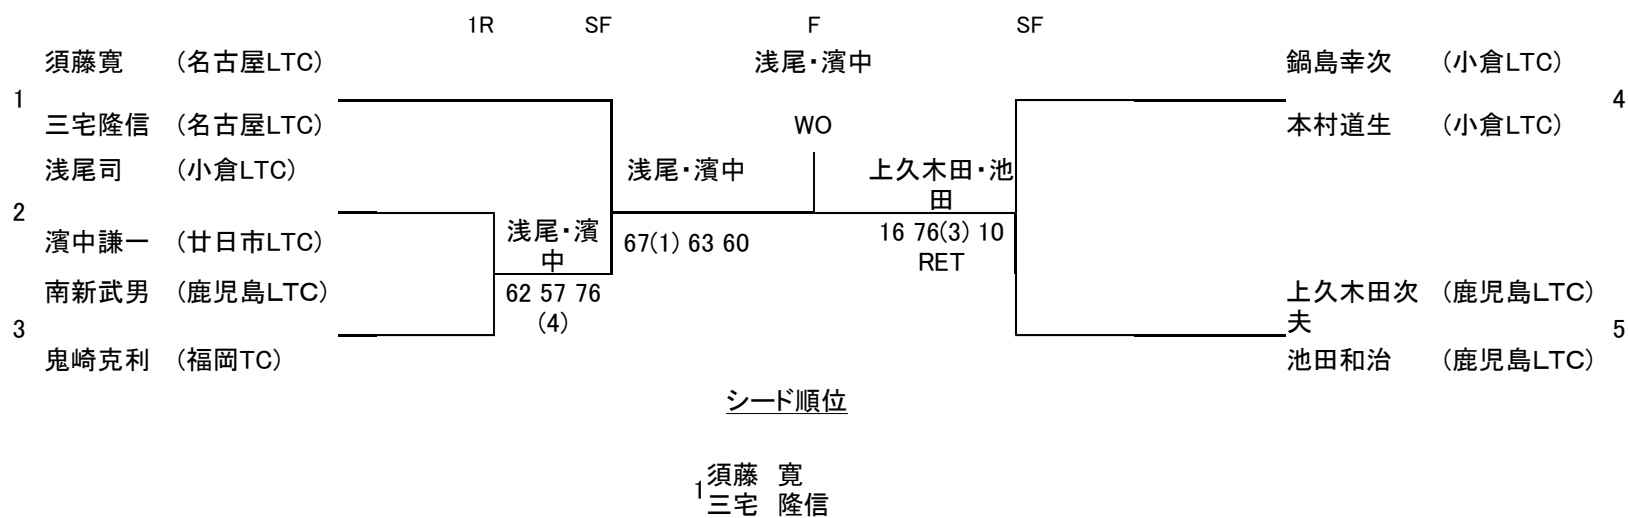 1R SF F SF
須藤寛 (名古屋LTC) 浅尾・濱中 鍋島幸次 (小倉LTC)
1 4
三宅隆信 (名古屋LTC) WO 本村道生 (小倉LTC)
浅尾司 (小倉LTC) 浅尾・濱中 上久木田・池
田
2
濱中謙一 (廿日市LTC) 浅尾・濱 67(1) 63 60 16 76(3) 10
中 RET
南新武男 (鹿児島LTC) 62 57 76 上久木田次 (鹿児島LTC)
3 (4) 夫 5
鬼崎克利 (福岡TC) 池田和治 (鹿児島LTC)
シード順位
1 須藤 寛
三宅 隆信